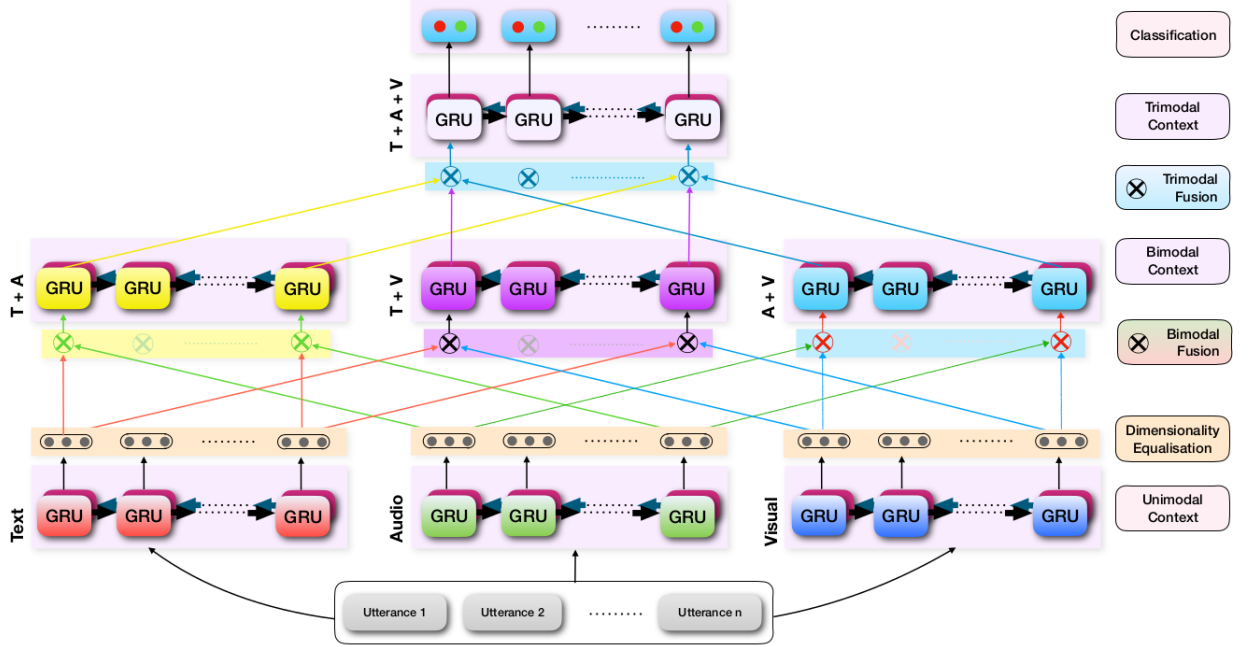 Classification
T + A + V
GRU GRU GRU
Trimodal
Context
Trimodal
Fusion
T + A
GRU GRU GRU
T + V
GRU GRU GRU
A + V
GRU GRU GRU
Bimodal
Context
Bimodal
Fusion
Dimensionality
Equalisation
Text
GRU GRU GRU
Audio
GRU GRU GRU
Visual
GRU GRU GRU
Unimodal
Context
Utterance 1 Utterance 2 ......... Utterance n